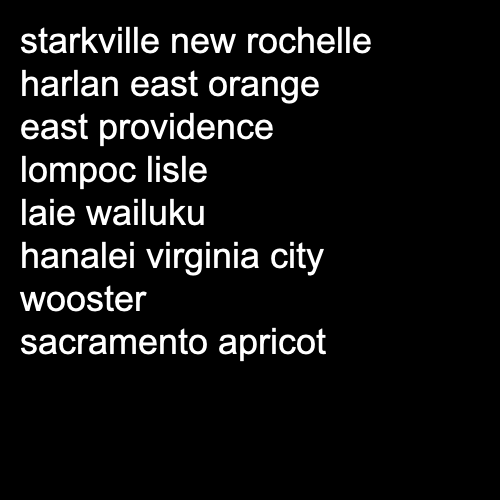 starkville new rochelle
harlan east orange
east providence
lompoc lisle
laie wailuku
hanalei virginia city
wooster
sacramento apricot